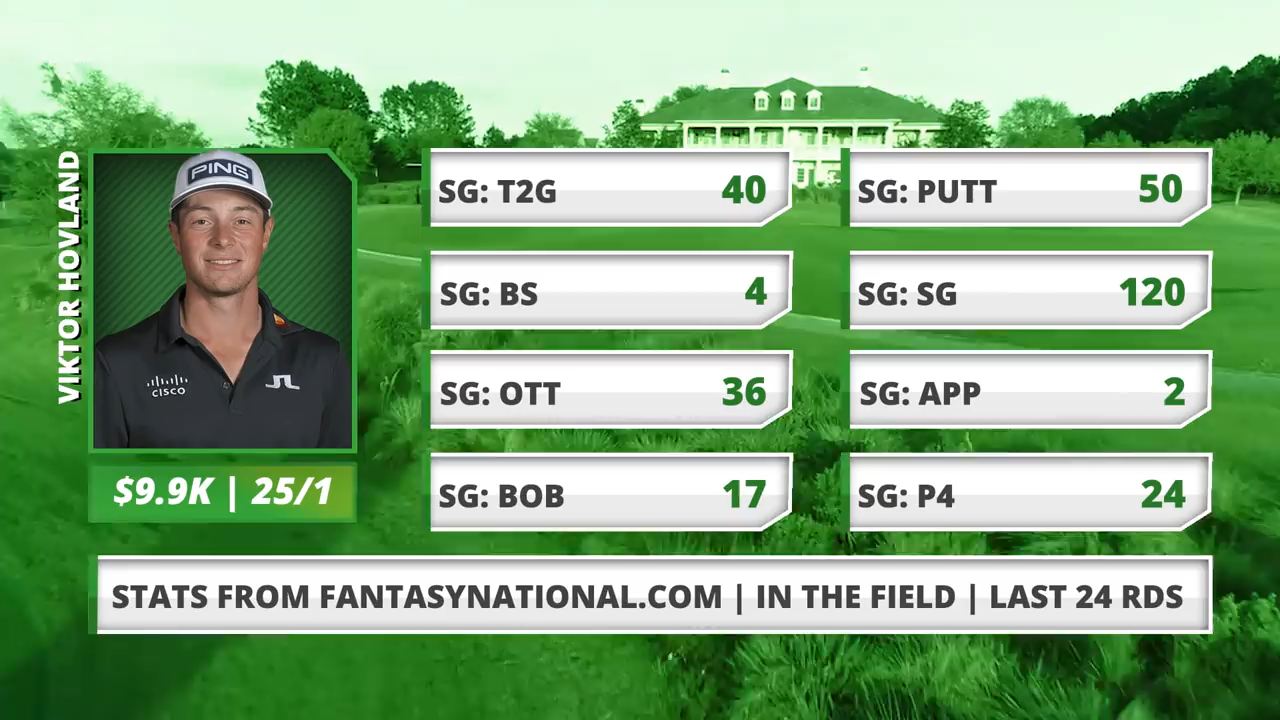 VIKTOR HOVLAND
PING
CISCO
$9.9K | 25/1
SG: T2G 40
SG: PUTT 50
SG: BS 4
SG: SG 120
SG: OTT 36
SG: APP 2
SG: BOB 17
SG: P4 24
STATS FROM FANTASYNATIONAL.COM | IN THE FIELD | LAST 24 RDS